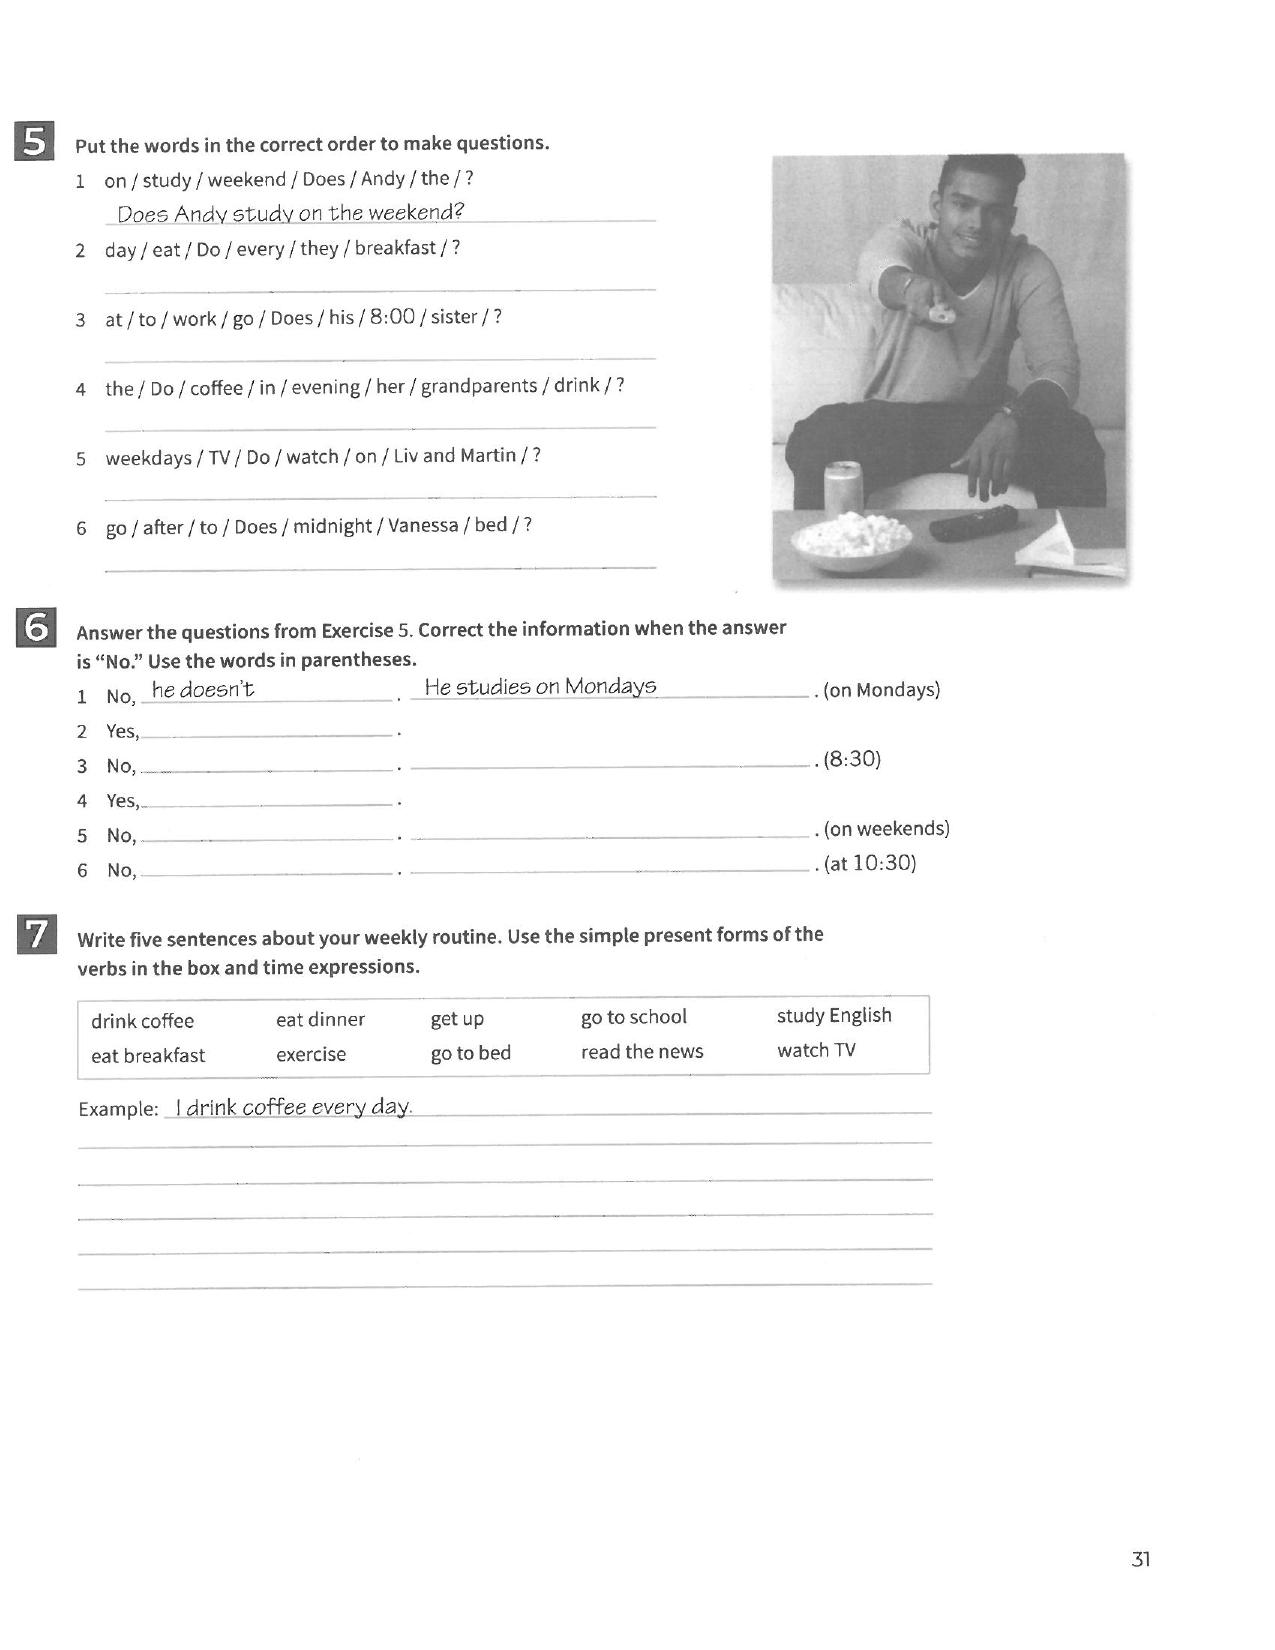 5 Put the words in the correct order to make questions.
1 on / study / weekend / Does / Andy / the / ?
Does Andy study on the weekend?
2 day / eat / Do / every / they / breakfast / ?
3 at / to / work / go / Does / his / 8:00 / sister / ?
4 the / Do / coffee / in / evening / her / grandparents / drink / ?
5 weekdays / TV / Do / watch / on / Liv and Martin / ?
6 go / after / to / Does / midnight / Vanessa / bed / ?
6 Answer the questions from Exercise 5. Correct the information when the answer
is “No.” Use the words in parentheses.
1 No, he doesn't . He studies on Mondays . (on Mondays)
2 Yes, .
3 No, . . (8:30)
4 Yes, .
5 No, . . (on weekends)
6 No, . . (at 10:30)
7 Write five sentences about your weekly routine. Use the simple present forms of the
verbs in the box and time expressions.
drink coffee eat dinner get up go to school study English
eat breakfast exercise go to bed read the news watch TV
Example: I drink coffee every day.
31